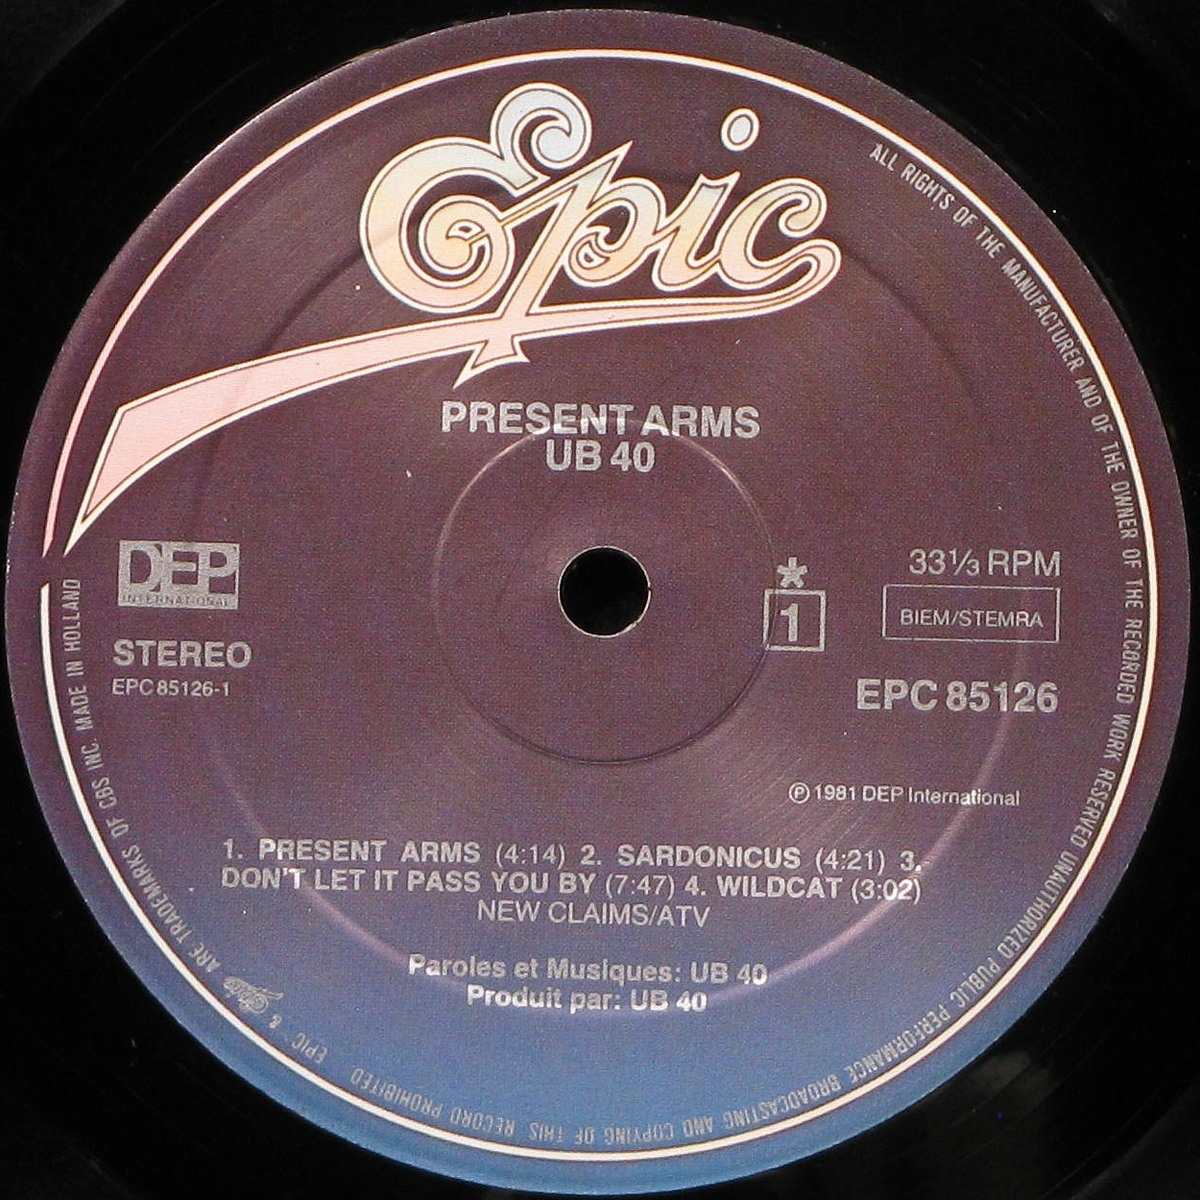 Epic
PRESENT ARMS
UB 40
DEP
INTERNATIONAL
STEREO
EPC 85126-1
*
1
33⅓ RPM
BIEM/STEMRA
EPC 85126
℗ 1981 DEP International
1. PRESENT ARMS (4:14) 2. SARDONICUS (4:21) 3.
DON'T LET IT PASS YOU BY (7:47) 4. WILDCAT (3:02)
NEW CLAIMS/ATV
Paroles et Musiques: UB 40
Produit par: UB 40
ALL RIGHTS OF THE MANUFACTURER AND OF THE OWNER OF THE RECORDED WORK RESERVED UNAUTHORIZED PUBLIC PERFORMANCE BROADCASTING AND COPYING OF THIS RECORD PROHIBITED.
"EPIC" & Epic ARE TRADEMARKS OF CBS INC. MADE IN HOLLAND